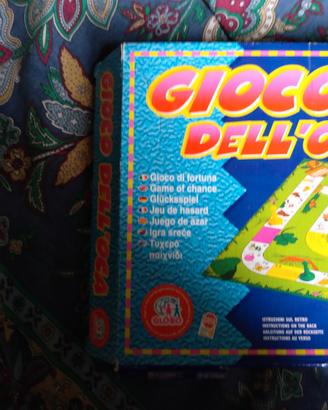 GIOCO
DELL'O
GIOCO DELL'OCA
Gioco di fortuna
Game of chance
Glücksspiel
Jeu de hasard
Juego de azar
Igra sreće
Τυχερό
παιχνίδι
GLOBO
ISTRUZIONI SUL RETRO
INSTRUCTIONS ON THE BACK
ANLEITUNG AUF DER RÜCKSEITE
INSTRUCTIONS AU VERSO